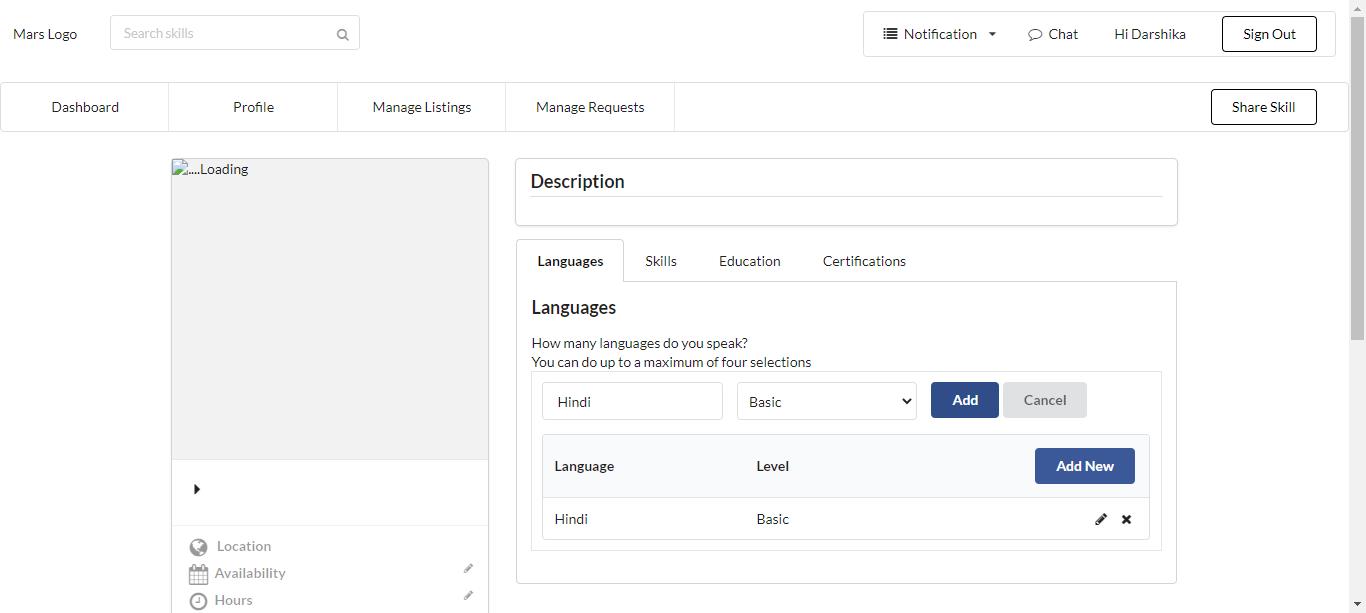 Mars Logo
Search skills
Notification
Chat
Hi Darshika
Sign Out
Dashboard
Profile
Manage Listings
Manage Requests
Share Skill
....Loading
Location
Availability
Hours
Description
Languages
Skills
Education
Certifications
Languages
How many languages do you speak?
You can do up to a maximum of four selections
Hindi
Basic
Add
Cancel
Language
Level
Add New
Hindi
Basic